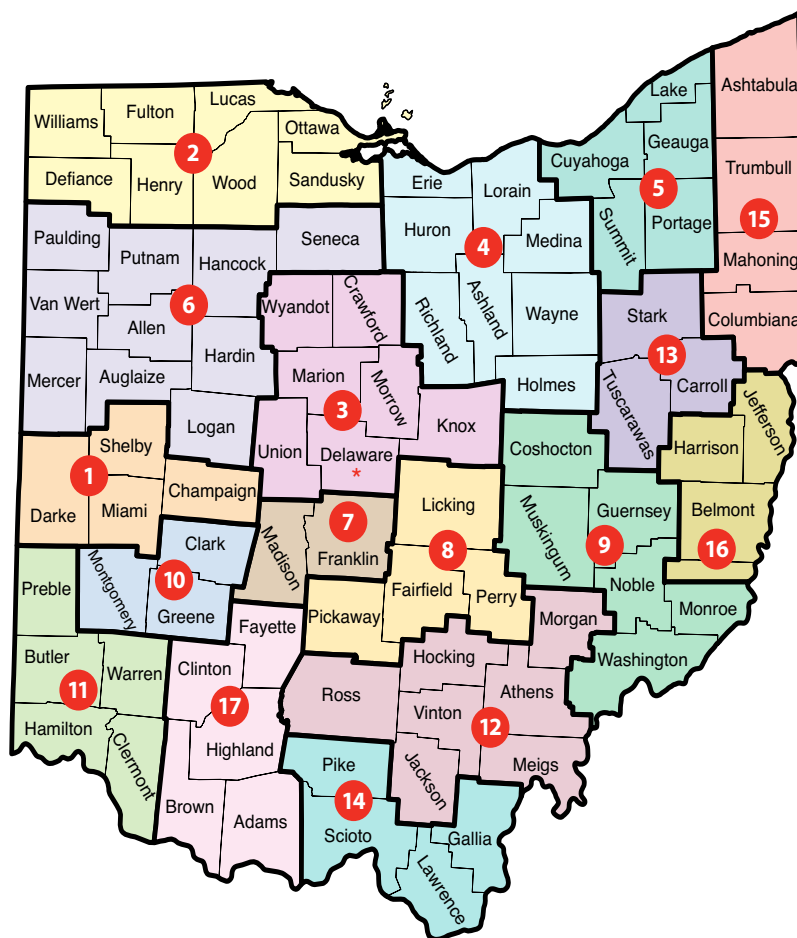 Lake
Ashtabula
Lucas
Fulton
Williams
Ottawa
Geauga
Cuyahoga
2
Trumbull
Defiance
Henry
Wood
Sandusky
Erie
Lorain
5
Summit
Portage
15
Paulding
Putnam
Hancock
Seneca
Huron
4
Medina
Mahoning
Van Wert
6
Wyandot
Crawford
Richland
Ashland
Wayne
Stark
Columbiana
Allen
Hardin
13
Mercer
Auglaize
Marion
Morrow
Holmes
Tuscarawas
Carroll
3
Jefferson
Logan
Union
Knox
Delaware
*
Coshocton
Harrison
Shelby
1
Champaign
Miami
Darke
Licking
Muskingum
Guernsey
Belmont
7
Madison
Franklin
8
9
16
Clark
Montgomery
10
Greene
Preble
Fairfield
Perry
Pickaway
Noble
Monroe
Fayette
Morgan
Butler
Warren
Clinton
Hocking
Washington
11
17
Ross
Athens
Vinton
12
Hamilton
Clermont
Highland
Jackson
Meigs
Pike
14
Brown
Adams
Scioto
Gallia
Lawrence